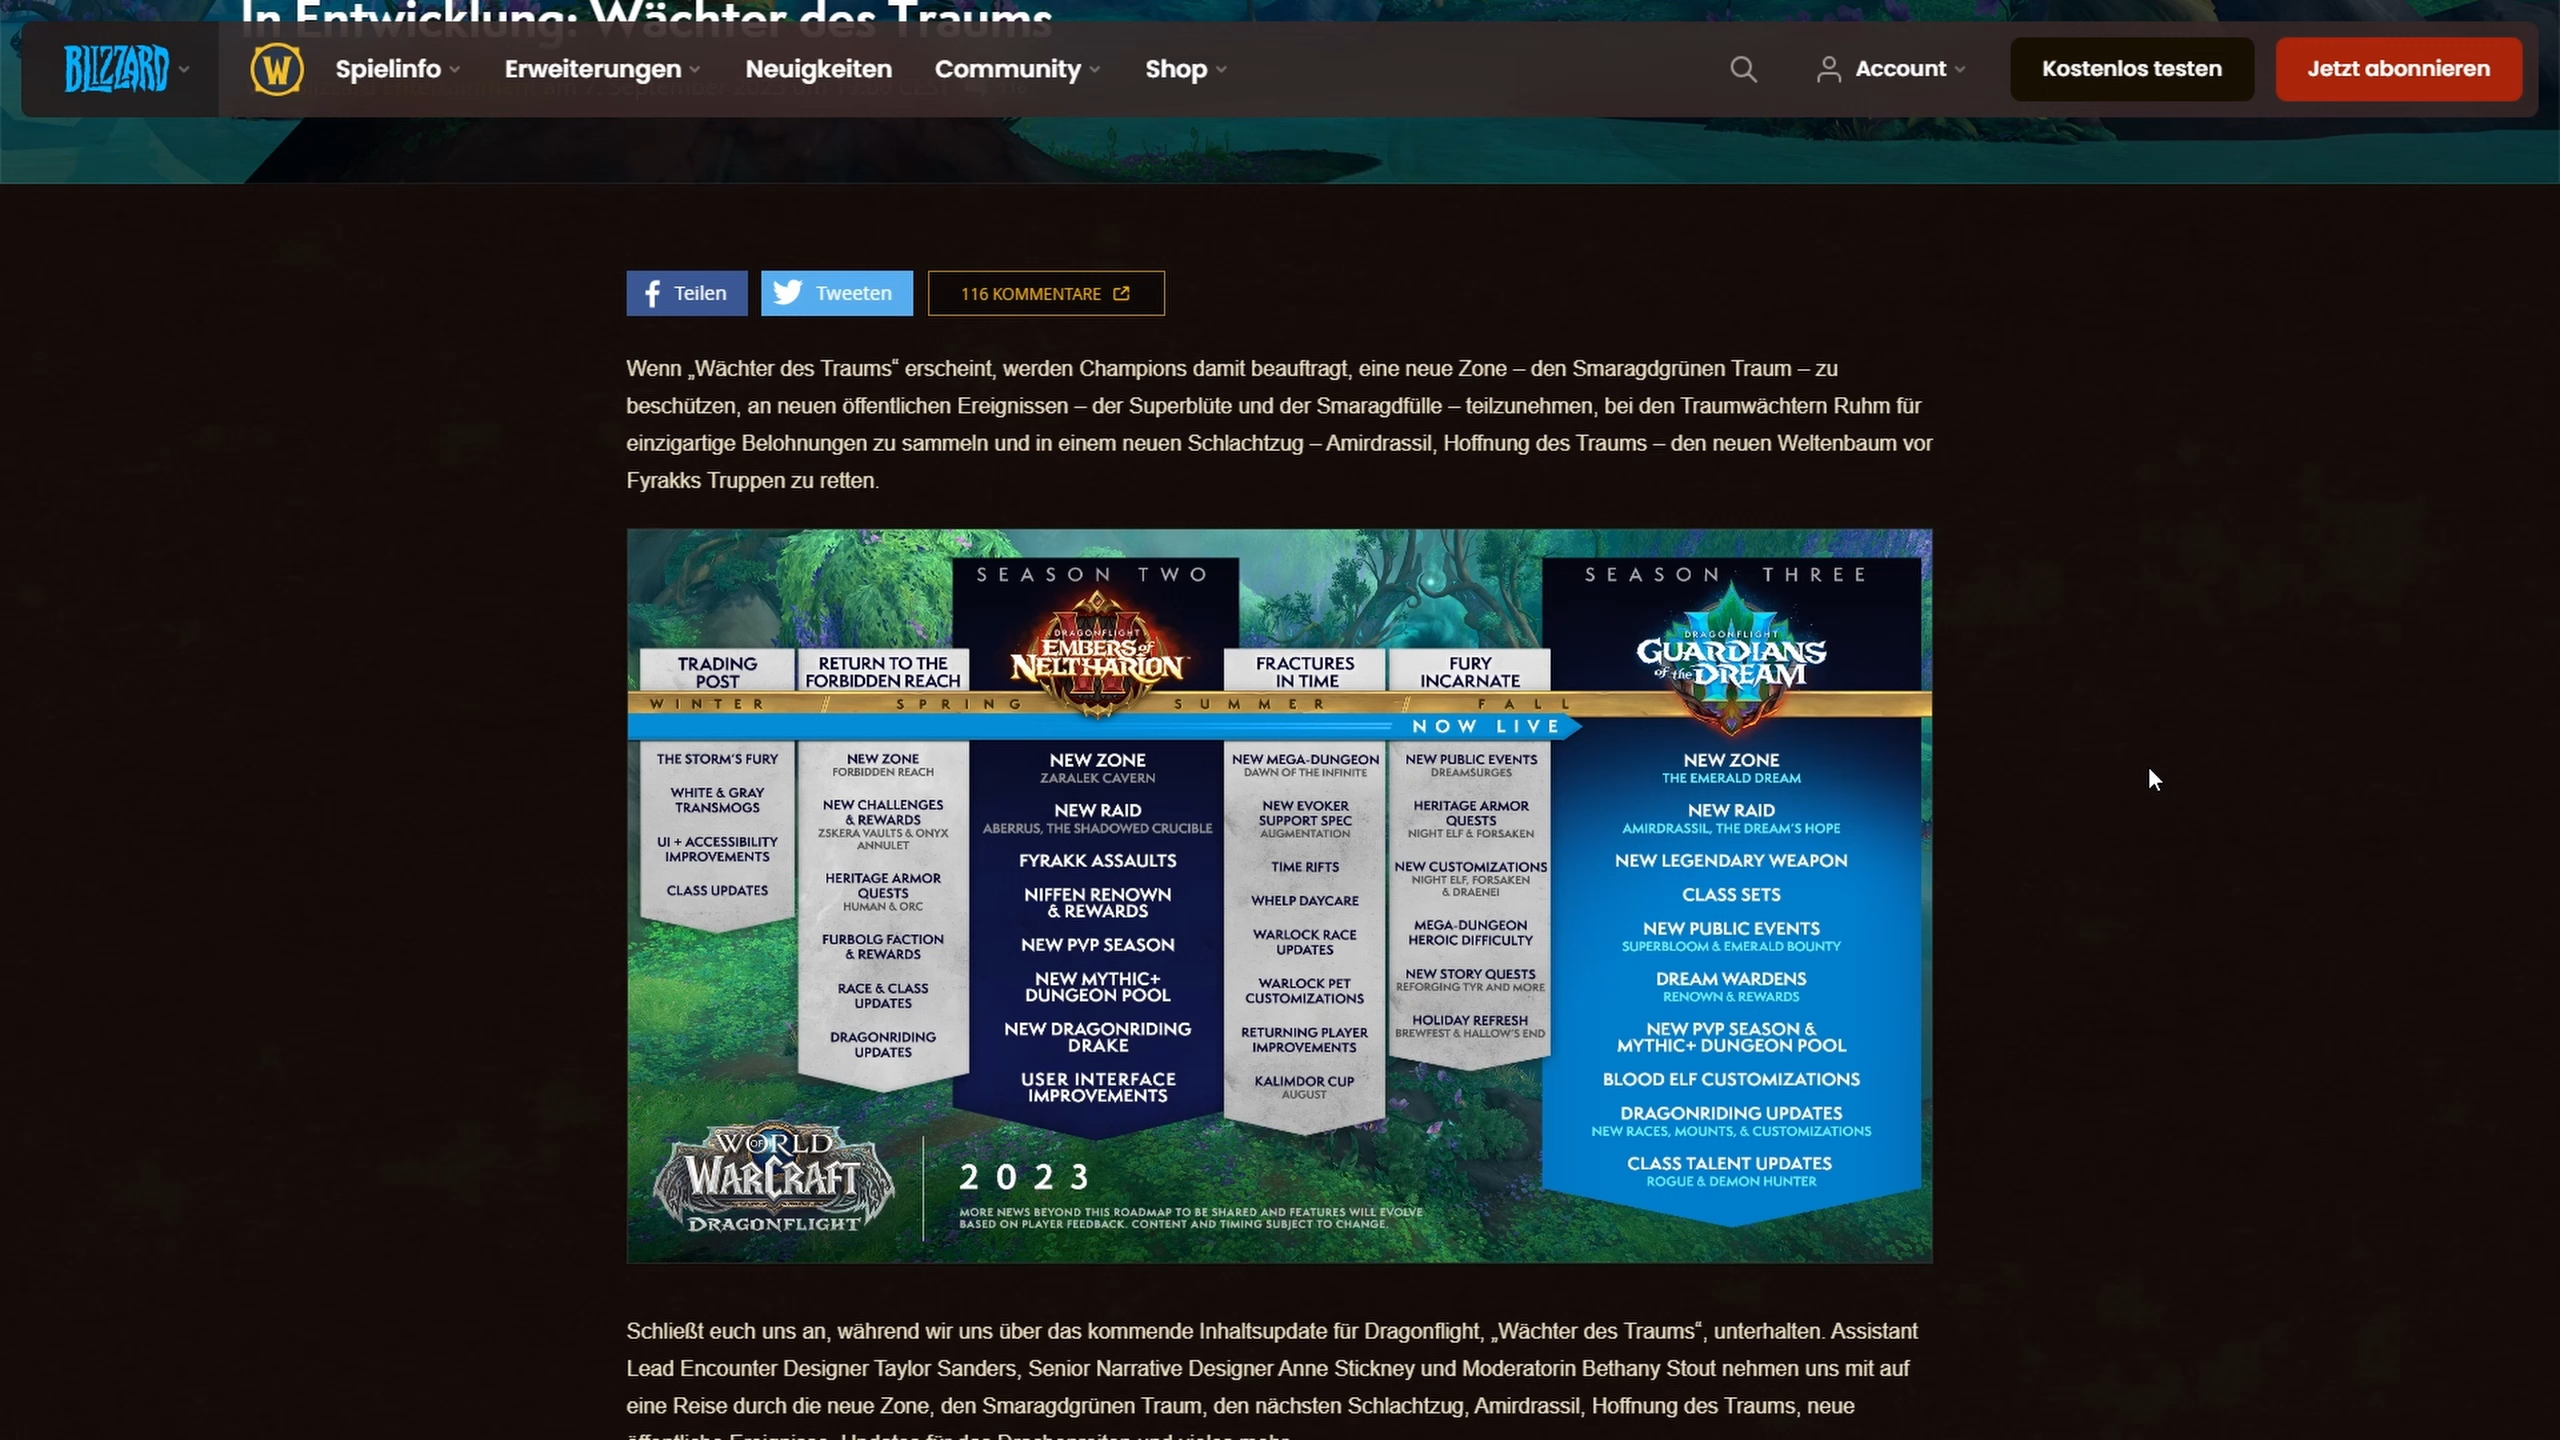 In Entwicklung: Wächter des Traums
BLIZZARD
W
Spielinfo
Erweiterungen
Neuigkeiten
Community
Shop
Account
Kostenlos testen
Jetzt abonnieren
Teilen
Tweeten
116 KOMMENTARE
Wenn „Wächter des Traums“ erscheint, werden Champions damit beauftragt, eine neue Zone – den Smaragdgrünen Traum – zu
beschützen, an neuen öffentlichen Ereignissen – der Superblüte und der Smaragdfülle – teilzunehmen, bei den Traumwächtern Ruhm für
einzigartige Belohnungen zu sammeln und in einem neuen Schlachtzug – Amirdrassil, Hoffnung des Traums – den neuen Weltenbaum vor
Fyrakks Truppen zu retten.
SEASON TWO
DRAGONFLIGHT
EMBERS of
NELTHARION
SEASON THREE
DRAGONFLIGHT
GUARDIANS
of the DREAM
TRADING
POST
RETURN TO THE
FORBIDDEN REACH
FRACTURES
IN TIME
FURY
INCARNATE
WINTER // SPRING SUMMER // FALL
NOW LIVE
THE STORM'S FURY
WHITE & GRAY
TRANSMOGS
UI + ACCESSIBILITY
IMPROVEMENTS
CLASS UPDATES
NEW ZONE
FORBIDDEN REACH
NEW CHALLENGES
& REWARDS
ZSKERA VAULTS & ONYX
ANNULET
HERITAGE ARMOR
QUESTS
HUMAN & ORC
FURBOLG FACTION
& REWARDS
RACE & CLASS
UPDATES
DRAGONRIDING
UPDATES
NEW ZONE
ZARALEK CAVERN
NEW RAID
ABERRUS, THE SHADOWED CRUCIBLE
FYRAKK ASSAULTS
NIFFEN RENOWN
& REWARDS
NEW PVP SEASON
NEW MYTHIC+
DUNGEON POOL
NEW DRAGONRIDING
DRAKE
USER INTERFACE
IMPROVEMENTS
NEW MEGA-DUNGEON
DAWN OF THE INFINITE
NEW EVOKER
SUPPORT SPEC
AUGMENTATION
TIME RIFTS
WHELP DAYCARE
WARLOCK RACE
UPDATES
WARLOCK PET
CUSTOMIZATIONS
RETURNING PLAYER
IMPROVEMENTS
KALIMDOR CUP
AUGUST
NEW PUBLIC EVENTS
DREAMSURGES
HERITAGE ARMOR
QUESTS
NIGHT ELF & FORSAKEN
NEW CUSTOMIZATIONS
NIGHT ELF, FORSAKEN
& DRAENEI
MEGA-DUNGEON
HEROIC DIFFICULTY
NEW STORY QUESTS
REFORGING TYR AND MORE
HOLIDAY REFRESH
BREWFEST & HALLOW'S END
NEW ZONE
THE EMERALD DREAM
NEW RAID
AMIRDRASSIL, THE DREAM'S HOPE
NEW LEGENDARY WEAPON
CLASS SETS
NEW PUBLIC EVENTS
SUPERBLOOM & EMERALD BOUNTY
DREAM WARDENS
RENOWN & REWARDS
NEW PVP SEASON &
MYTHIC+ DUNGEON POOL
BLOOD ELF CUSTOMIZATIONS
DRAGONRIDING UPDATES
NEW RACES, MOUNTS, & CUSTOMIZATIONS
CLASS TALENT UPDATES
ROGUE & DEMON HUNTER
WORLD
OF
WARCRAFT
DRAGONFLIGHT
2023
MORE NEWS BEYOND THIS ROADMAP TO BE SHARED AND FEATURES WILL EVOLVE
BASED ON PLAYER FEEDBACK. CONTENT AND TIMING SUBJECT TO CHANGE.
Schließt euch uns an, während wir uns über das kommende Inhaltsupdate für Dragonflight, „Wächter des Traums“, unterhalten. Assistant
Lead Encounter Designer Taylor Sanders, Senior Narrative Designer Anne Stickney und Moderatorin Bethany Stout nehmen uns mit auf
eine Reise durch die neue Zone, den Smaragdgrünen Traum, den nächsten Schlachtzug, Amirdrassil, Hoffnung des Traums, neue
öffentliche Ereignisse, Updates für das Drachenreiten und vieles mehr.